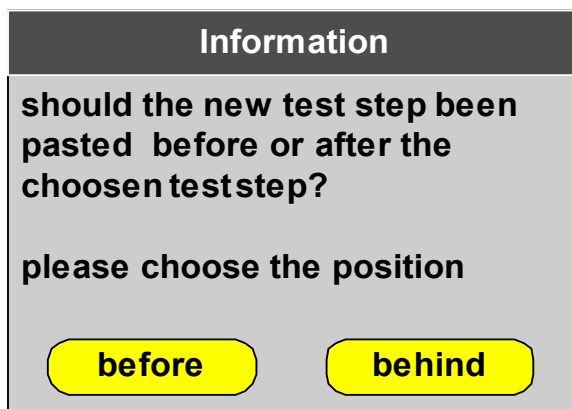 Information
should the new test step been
pasted before or after the
choosen teststep?
please choose the position
before behind